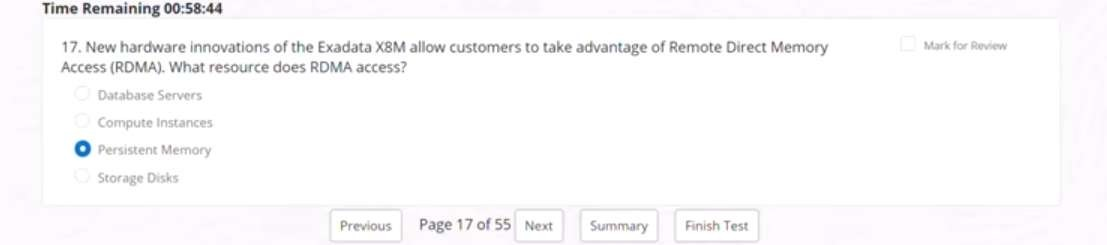 Time Remaining 00:58:44
17. New hardware innovations of the Exadata X8M allow customers to take advantage of Remote Direct Memory
Access (RDMA). What resource does RDMA access?
Mark for Review
Database Servers
Compute Instances
Persistent Memory
Storage Disks
Previous Page 17 of 55 Next Summary Finish Test